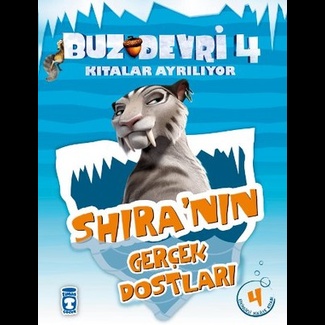 BUZ DEVRİ 4
KITALAR AYRILIYOR
SHIRA'NIN
GERÇEK
DOSTLARI
4